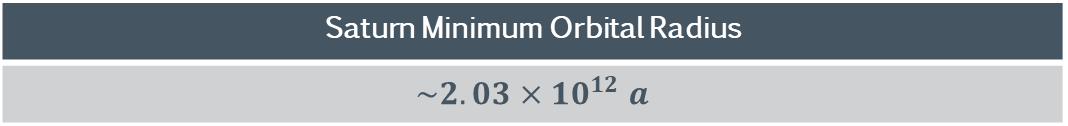 Saturn Minimum Orbital Radius
~2.03 × 10¹² a